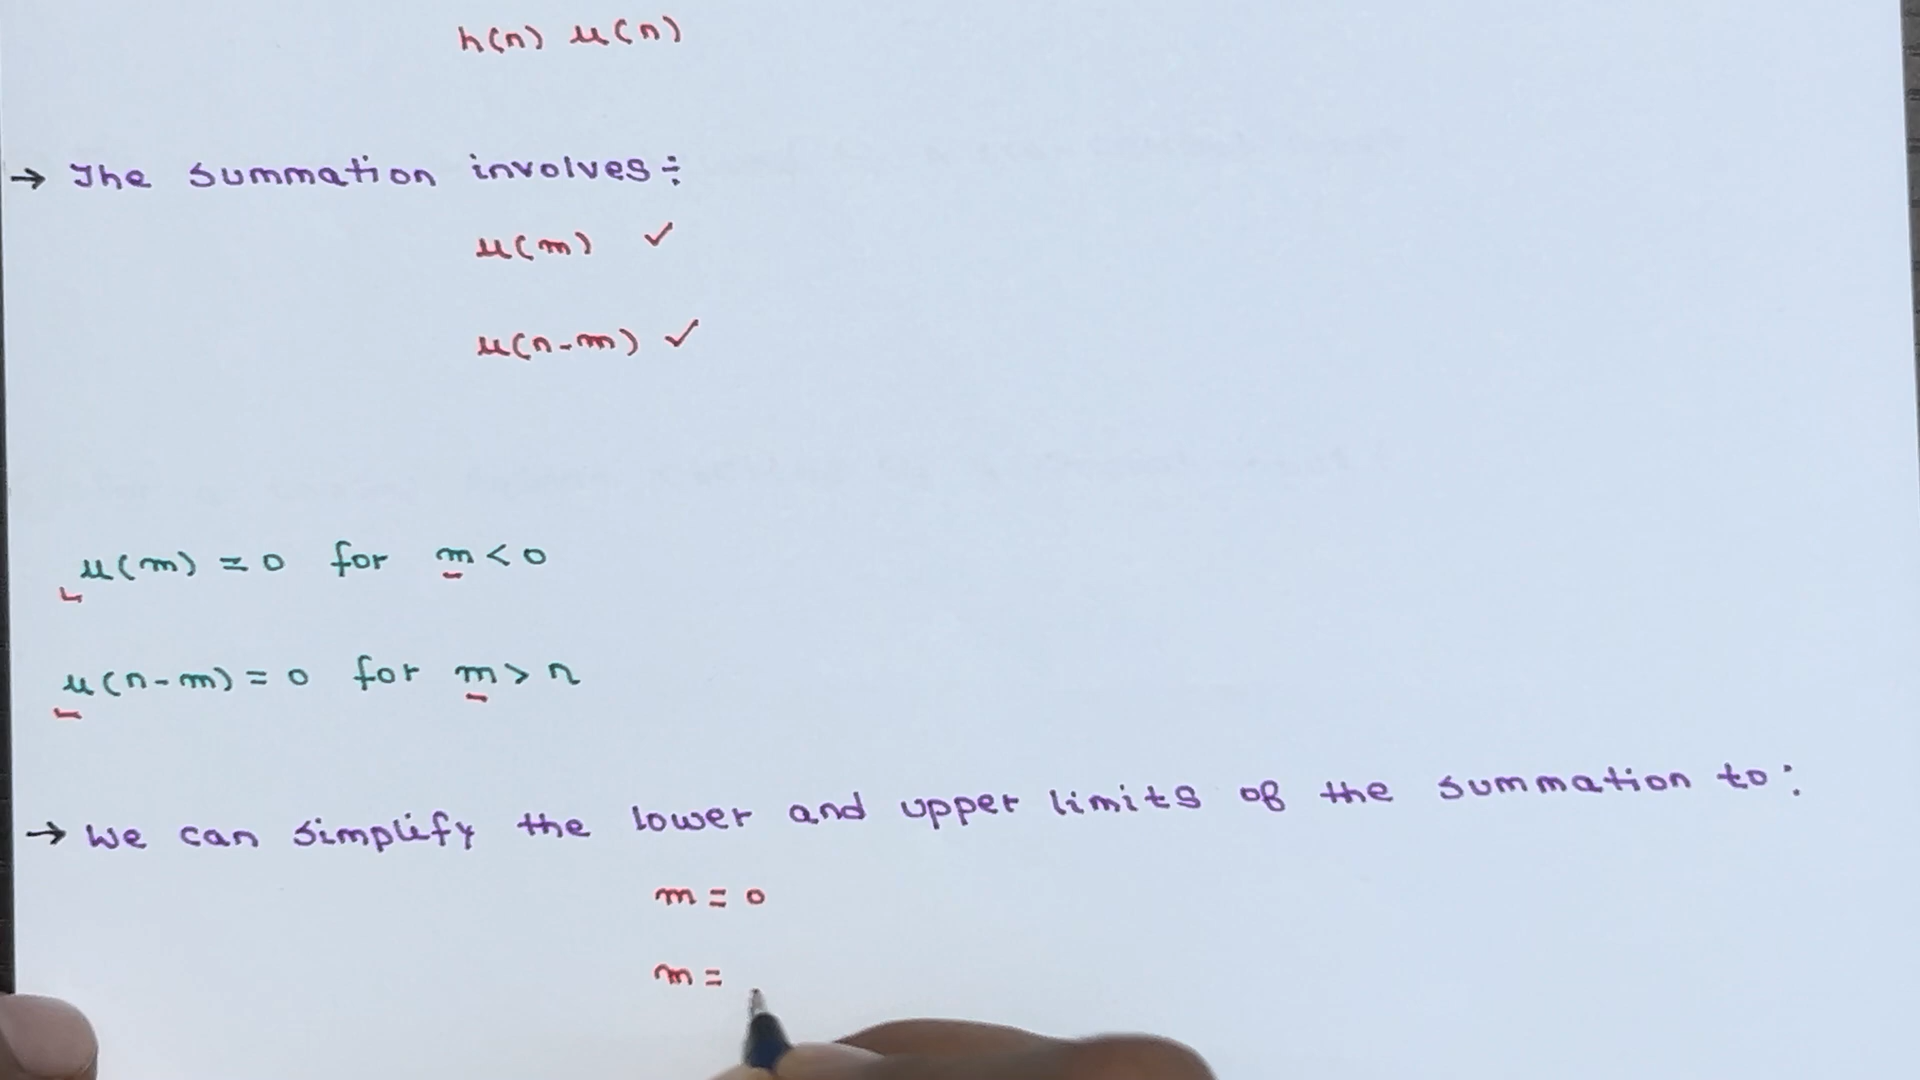 h(n) u(n)
→ The summation involves:
u(m) ✓
u(n-m) ✓
u(m) = 0 for m < 0
u(n-m) = 0 for m > n
→ We can simplify the lower and upper limits of the summation to:
m = 0
m =